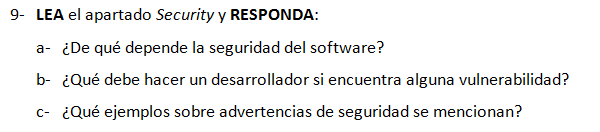 9- LEA el apartado Security y RESPONDA:
a- ¿De qué depende la seguridad del software?
b- ¿Qué debe hacer un desarrollador si encuentra alguna vulnerabilidad?
c- ¿Qué ejemplos sobre advertencias de seguridad se mencionan?